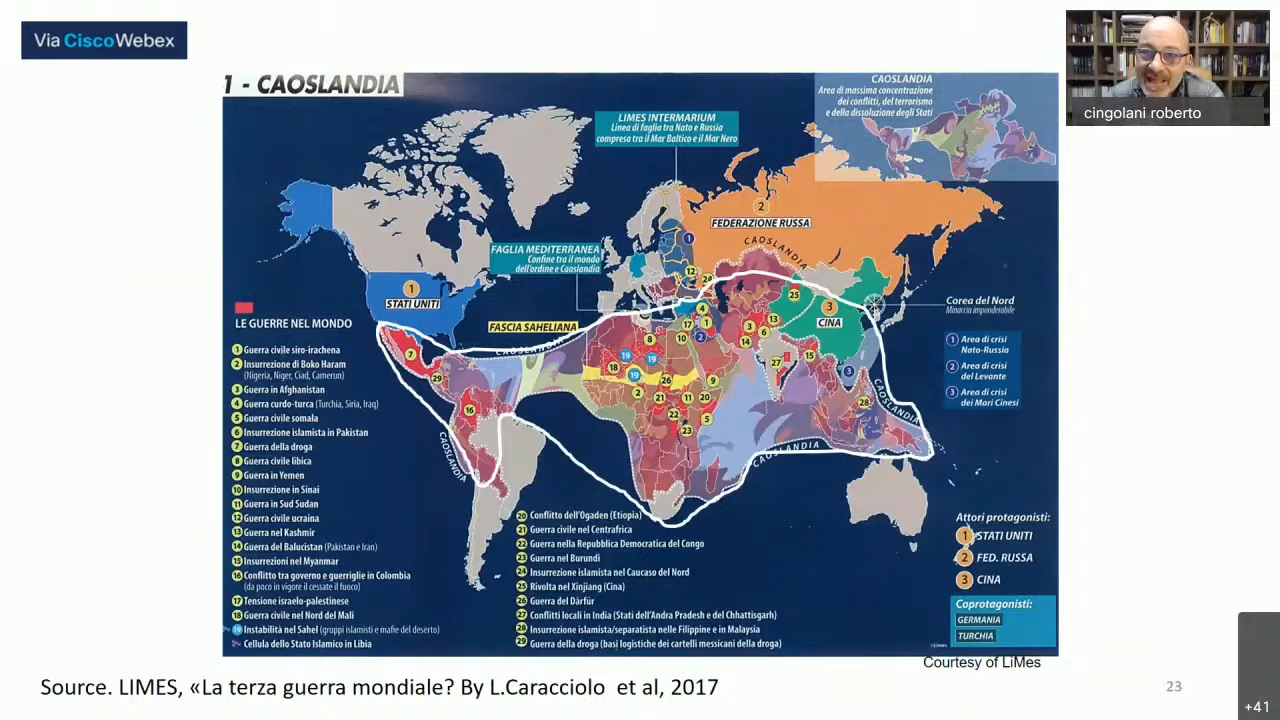 Via Cisco Webex
cingolani roberto
1 - CAOSLANDIA
CAOSLANDIA
Area di massima concentrazione
dei conflitti, del terrorismo
e della dissoluzione degli Stati
LIMES INTERMARIUM
Linea di faglia tra Nato e Russia
compresa tra il Mar Baltico e il Mar Nero
2
FEDERAZIONE RUSSA
CAOSLANDIA
FAGLIA MEDITERRANEA
Confine tra il mondo
dell'ordine e Caoslandia
1
STATI UNITI
3
CINA
Corea del Nord
Minaccia imponderabile
FASCIA SAHELIANA
CAOSLANDIA
CAOSLANDIA
CAOSLANDIA
CAOSLANDIA
1 Area di crisi
Nato-Russia
2 Area di crisi
del Levante
3 Area di crisi
dei Mari Cinesi
LE GUERRE NEL MONDO
1 Guerra civile siro-irachena
2 Insurrezione di Boko Haram
(Nigeria, Niger, Ciad, Camerun)
3 Guerra in Afghanistan
4 Guerra curdo-turca (Turchia, Siria, Iraq)
5 Guerra civile somala
6 Insurrezione islamista in Pakistan
7 Guerra della droga
8 Guerra civile libica
9 Guerra in Yemen
10 Insurrezione in Sinai
11 Guerra in Sud Sudan
12 Guerra civile ucraina
13 Guerra nel Kashmir
14 Guerra del Balucistan (Pakistan e Iran)
15 Insurrezioni nel Myanmar
16 Conflitto tra governo e guerriglie in Colombia
(da poco in vigore il cessate il fuoco)
17 Tensione israelo-palestinese
18 Guerra civile nel Nord del Mali
19 Instabilità nel Sahel (gruppi islamisti e mafie del deserto)
Cellula dello Stato Islamico in Libia
20 Conflitto dell'Ogaden (Etiopia)
21 Guerra civile nel Centrafrica
22 Guerra nella Repubblica Democratica del Congo
23 Guerra nel Burundi
24 Insurrezione islamista nel Caucaso del Nord
25 Rivolta nel Xinjiang (Cina)
26 Guerra del Dārfūr
27 Conflitti locali in India (Stati dell'Andra Pradesh e del Chhattisgarh)
28 Insurrezione islamista/separatista nelle Filippine e in Malaysia
29 Guerra della droga (basi logistiche dei cartelli messicani della droga)
Attori protagonisti:
1 STATI UNITI
2 FED. RUSSA
3 CINA
Coprotagonisti:
GERMANIA
TURCHIA
©Limes
Courtesy of LiMes
Source. LIMES, «La terza guerra mondiale? By L.Caracciolo et al, 2017
23
+41